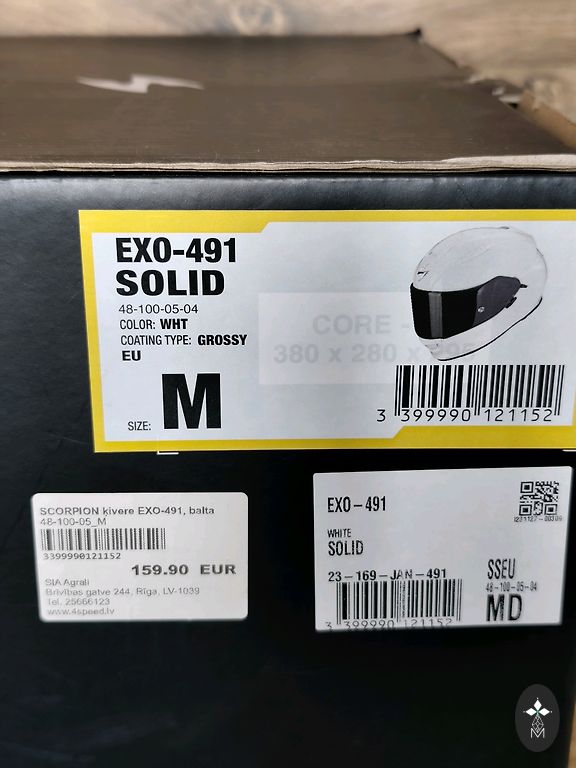 EXO-491
SOLID
48-100-05-04
COLOR: WHT
COATING TYPE: GROSSY
EU
SIZE: M
CORE -
380 x 280 x
3 399990 121152
SCORPION ķivere EXO-491, balta
48-100-05_M
3399990121152
159.90 EUR
SIA Agrali
Brīvības gatve 244, Rīga, LV-1039
Tel. 25666123
www.4speed.lv
EXO-491
WHITE
SOLID
23-169-JAN-491
3 399990 121152
SSEU
48-100-05-04
MD
M